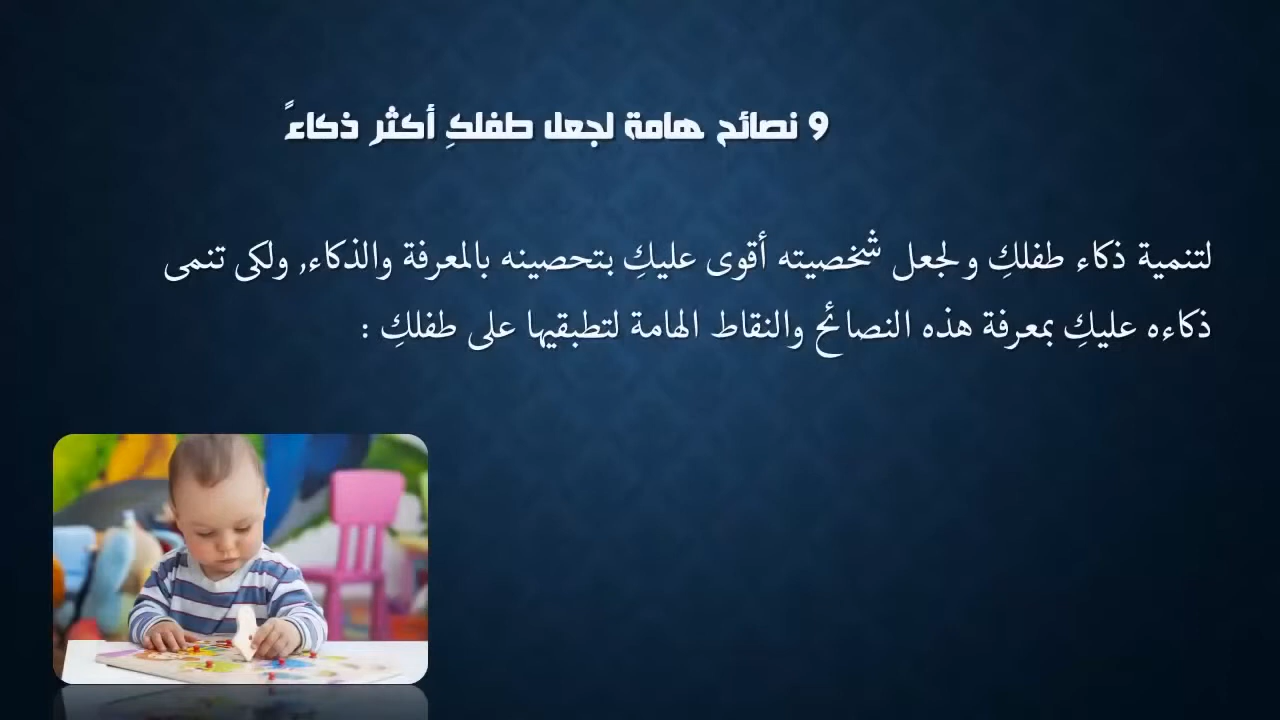 9 نصائح هامة لجعل طفلكِ أكثر ذكاءً
لتنمية ذكاء طفلكِ ولجعل شخصيته أقوى عليكِ بتحصينه بالمعرفة والذكاء, ولكى تنمى
ذكاءه عليكِ بمعرفة هذه النصائح والنقاط الهامة لتطبقيها على طفلكِ :